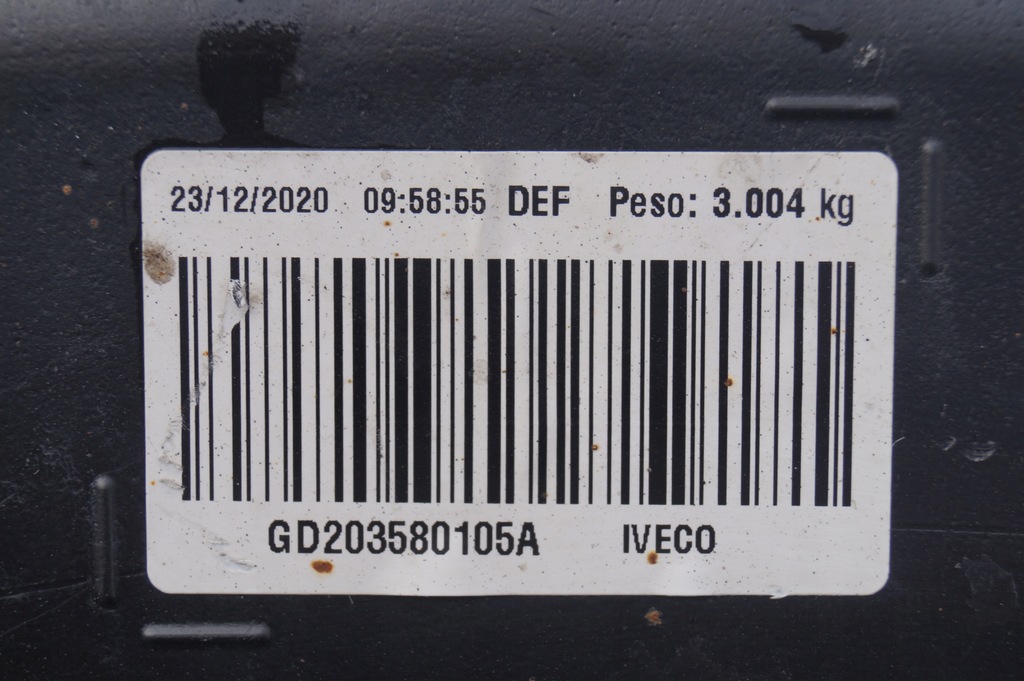 23/12/2020 09:58:55 DEF Peso: 3.004 kg
GD203580105A IVECO